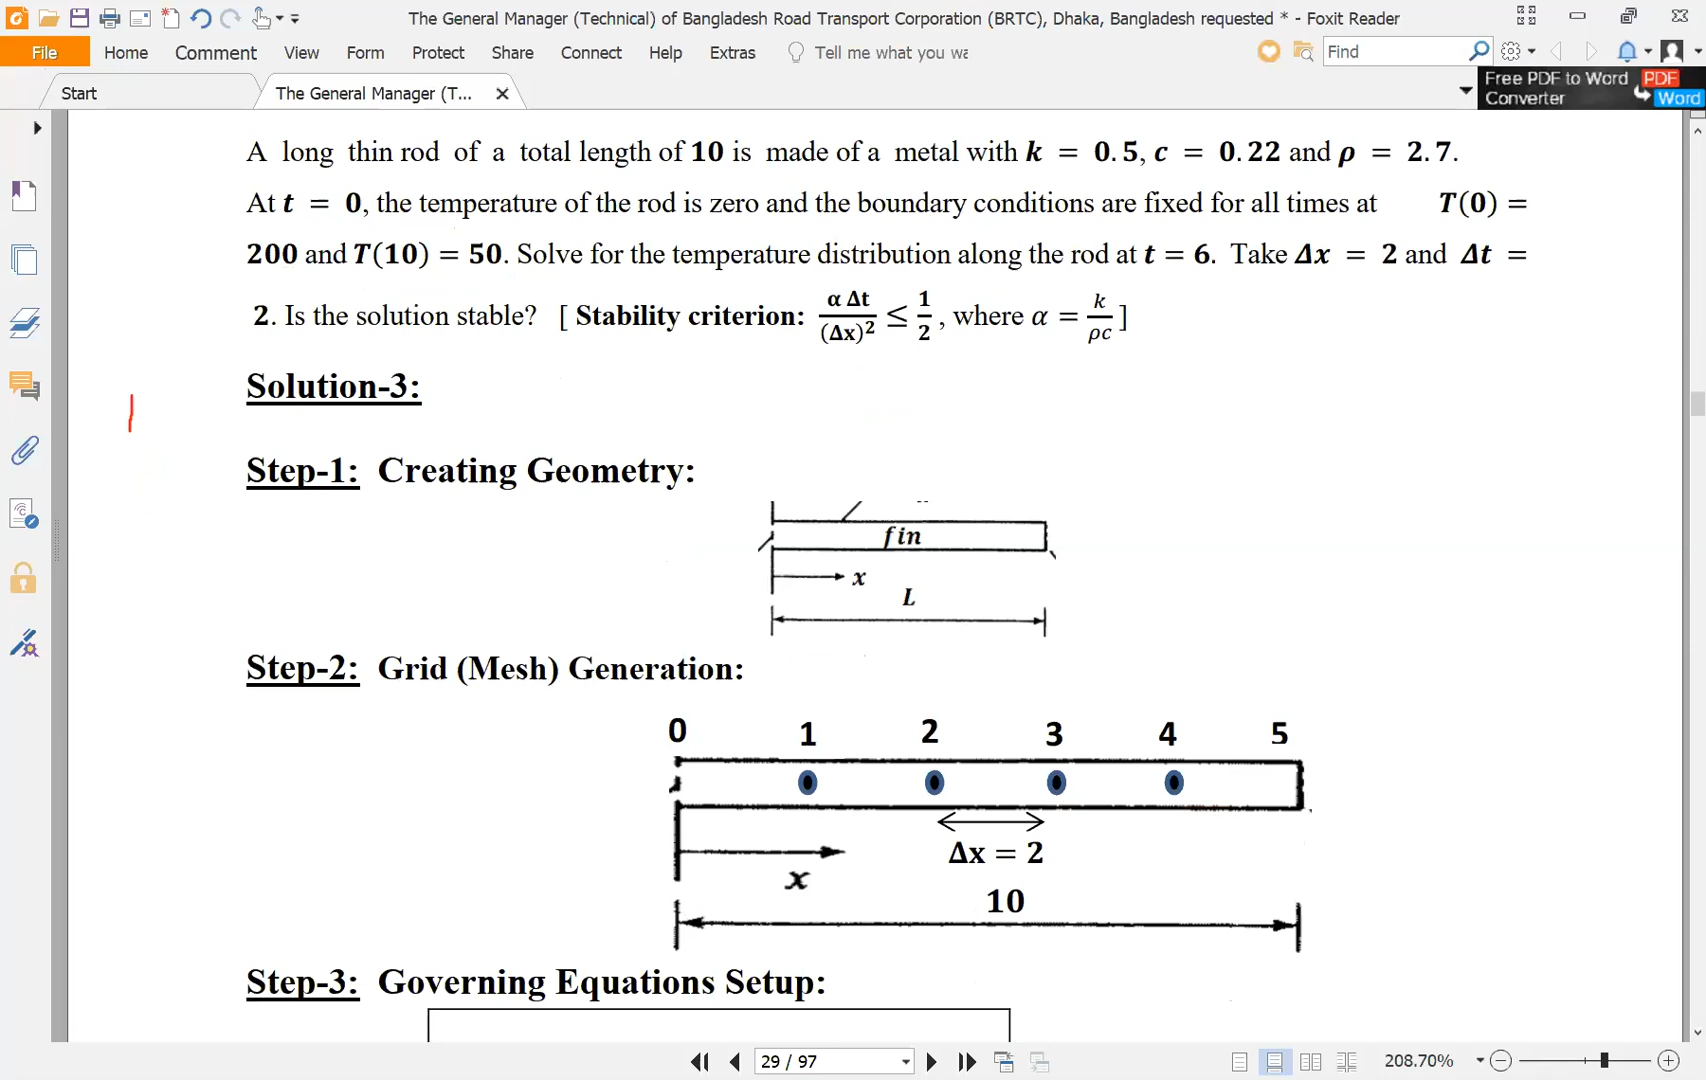 The General Manager (Technical) of Bangladesh Road Transport Corporation (BRTC), Dhaka, Bangladesh requested * - Foxit Reader
File Home Comment View Form Protect Share Connect Help Extras Tell me what you wa Find
Start The General Manager (T...
Free PDF to Word PDF
Converter Word
A long thin rod of a total length of 10 is made of a metal with k = 0.5, c = 0.22 and ρ = 2.7.
At t = 0, the temperature of the rod is zero and the boundary conditions are fixed for all times at T(0) =
200 and T(10) = 50. Solve for the temperature distribution along the rod at t = 6. Take Δx = 2 and Δt =
2. Is the solution stable? [ Stability criterion: α Δt/(Δx)² ≤ 1/2 , where α = k/ρc ]
Solution-3:
Step-1: Creating Geometry:
fin
x
L
Step-2: Grid (Mesh) Generation:
0 1 2 3 4 5
Δx = 2
x
10
Step-3: Governing Equations Setup:
29 / 97
208.70%